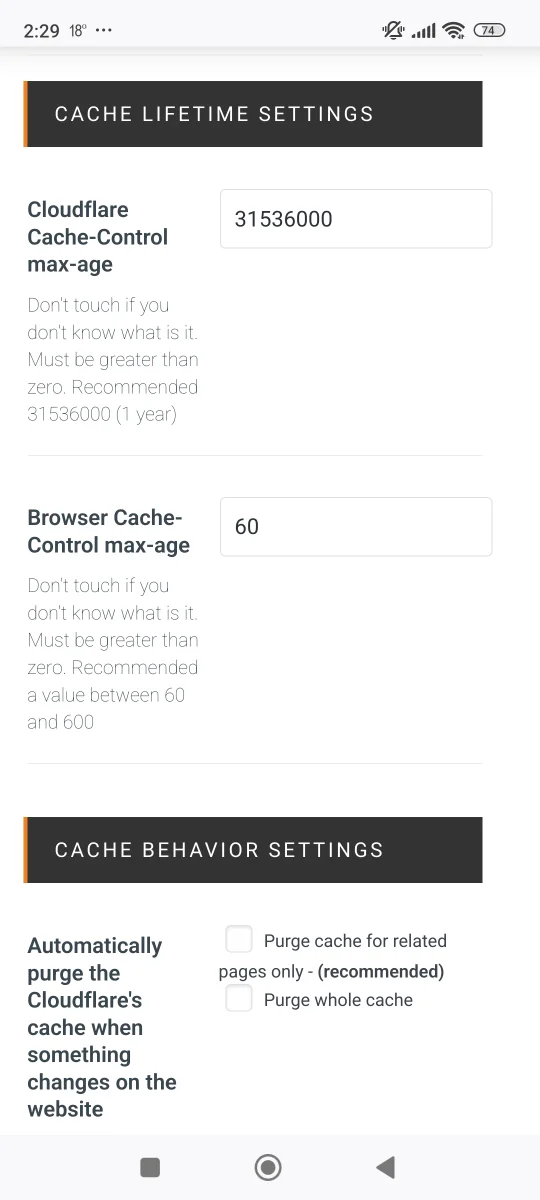 2:29 18° ...
74
CACHE LIFETIME SETTINGS
Cloudflare
Cache-Control
max-age
31536000
Don't touch if you
don't know what is it.
Must be greater than
zero. Recommended
31536000 (1 year)
Browser Cache-
Control max-age
60
Don't touch if you
don't know what is it.
Must be greater than
zero. Recommended
a value between 60
and 600
CACHE BEHAVIOR SETTINGS
Automatically
purge the
Cloudflare's
cache when
something
changes on the
website
Purge cache for related
pages only - (recommended)
Purge whole cache